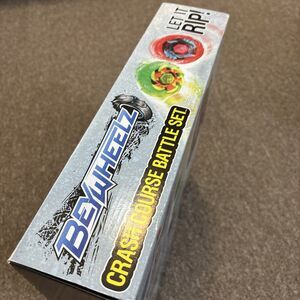 LET IT
RIP!
BEYWHEELZ
CRASH COURSE BATTLE SET